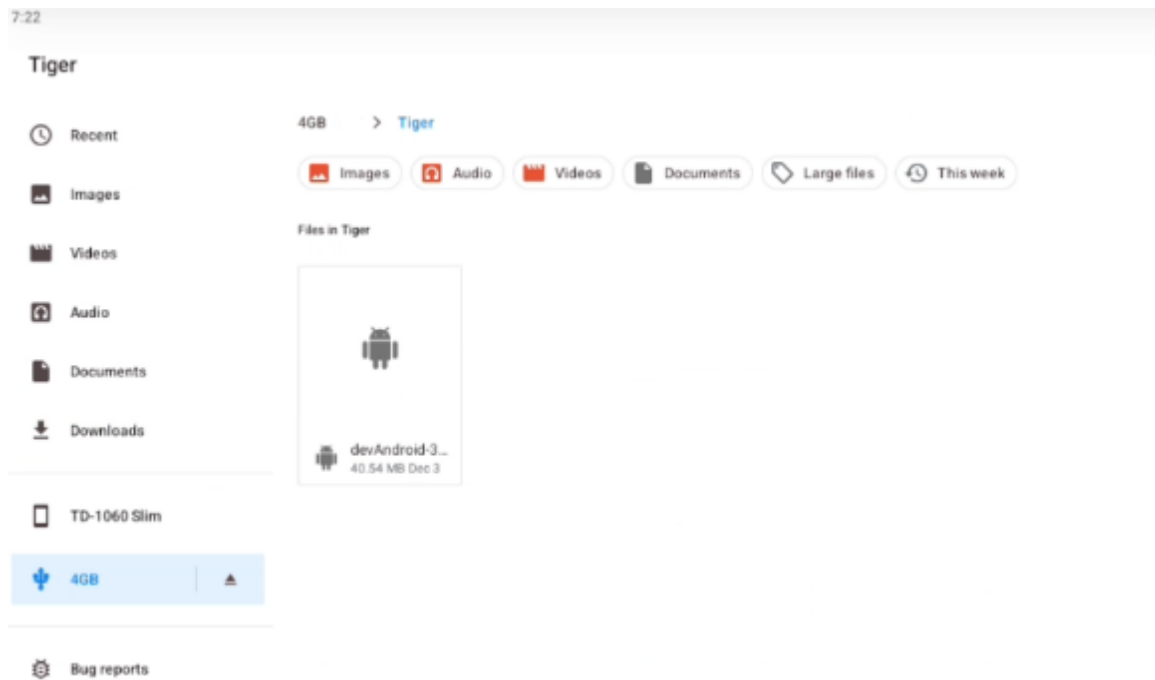 7:22
Tiger
Recent
Images
Videos
Audio
Documents
Downloads
TD-1060 Slim
4GB
Bug reports
4GB > Tiger
Images Audio Videos Documents Large files This week
Files in Tiger
devAndroid-3...
40.54 MB Dec 3